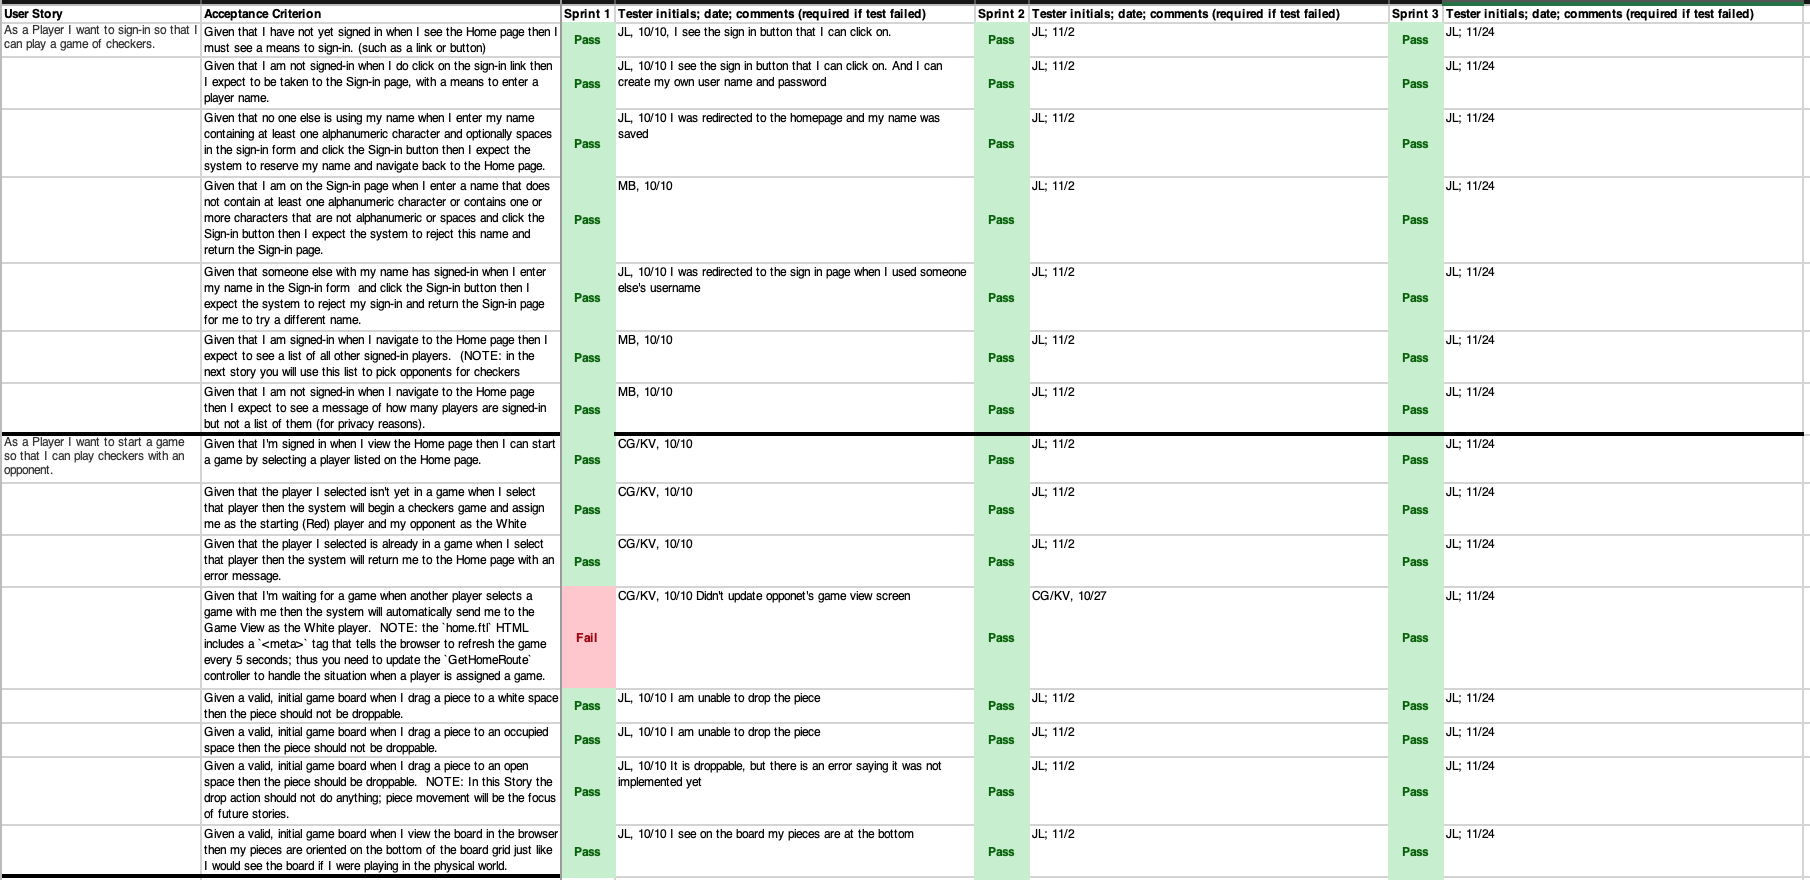 User Story Acceptance Criterion Sprint 1 Tester initials; date; comments (required if test failed) Sprint 2 Tester initials; date; comments (required if test failed) Sprint 3 Tester initials; date; comments (required if test failed)
As a Player I want to sign-in so that I
can play a game of checkers.
Given that I have not yet signed in when I see the Home page then I
must see a means to sign-in. (such as a link or button)
Pass
JL, 10/10, I see the sign in button that I can click on.
Pass
JL; 11/2
Pass
JL; 11/24
Given that I am not signed-in when I do click on the sign-in link then
I expect to be taken to the Sign-in page, with a means to enter a
player name.
Pass
JL, 10/10 I see the sign in button that I can click on. And I can
create my own user name and password
Pass
JL; 11/2
Pass
JL; 11/24
Given that no one else is using my name when I enter my name
containing at least one alphanumeric character and optionally spaces
in the sign-in form and click the Sign-in button then I expect the
system to reserve my name and navigate back to the Home page.
Pass
JL, 10/10 I was redirected to the homepage and my name was
saved
Pass
JL; 11/2
Pass
JL; 11/24
Given that I am on the Sign-in page when I enter a name that does
not contain at least one alphanumeric character or contains one or
more characters that are not alphanumeric or spaces and click the
Sign-in button then I expect the system to reject this name and
return the Sign-in page.
Pass
MB, 10/10
Pass
JL; 11/2
Pass
JL; 11/24
Given that someone else with my name has signed-in when I enter
my name in the Sign-in form  and click the Sign-in button then I
expect the system to reject my sign-in and return the Sign-in page
for me to try a different name.
Pass
JL, 10/10 I was redirected to the sign in page when I used someone
else's username
Pass
JL; 11/2
Pass
JL; 11/24
Given that I am signed-in when I navigate to the Home page then I
expect to see a list of all other signed-in players.  (NOTE: in the
next story you will use this list to pick opponents for checkers
Pass
MB, 10/10
Pass
JL; 11/2
Pass
JL; 11/24
Given that I am not signed-in when I navigate to the Home page
then I expect to see a message of how many players are signed-in
but not a list of them (for privacy reasons).
Pass
MB, 10/10
Pass
JL; 11/2
Pass
JL; 11/24
As a Player I want to start a game
so that I can play checkers with an
opponent.
Given that I'm signed in when I view the Home page then I can start
a game by selecting a player listed on the Home page.
Pass
CG/KV, 10/10
Pass
JL; 11/2
Pass
JL; 11/24
Given that the player I selected isn't yet in a game when I select
that player then the system will begin a checkers game and assign
me as the starting (Red) player and my opponent as the White
Pass
CG/KV, 10/10
Pass
JL; 11/2
Pass
JL; 11/24
Given that the player I selected is already in a game when I select
that player then the system will return me to the Home page with an
error message.
Pass
CG/KV, 10/10
Pass
JL; 11/2
Pass
JL; 11/24
Given that I'm waiting for a game when another player selects a
game with me then the system will automatically send me to the
Game View as the White player.  NOTE: the `home.ftl` HTML
includes a `<meta>` tag that tells the browser to refresh the game
every 5 seconds; thus you need to update the `GetHomeRoute`
controller to handle the situation when a player is assigned a game.
Fail
CG/KV, 10/10 Didn't update opponet's game view screen
Pass
CG/KV, 10/27
Pass
JL; 11/24
Given a valid, initial game board when I drag a piece to a white space
then the piece should not be droppable.
Pass
JL, 10/10 I am unable to drop the piece
Pass
JL; 11/2
Pass
JL; 11/24
Given a valid, initial game board when I drag a piece to an occupied
space then the piece should not be droppable.
Pass
JL, 10/10 I am unable to drop the piece
Pass
JL; 11/2
Pass
JL; 11/24
Given a valid, initial game board when I drag a piece to an open
space then the piece should be droppable.  NOTE: In this Story the
drop action should not do anything; piece movement will be the focus
of future stories.
Pass
JL, 10/10 It is droppable, but there is an error saying it was not
implemented yet
Pass
JL; 11/2
Pass
JL; 11/24
Given a valid, initial game board when I view the board in the browser
then my pieces are oriented on the bottom of the board grid just like
I would see the board if I were playing in the physical world.
Pass
JL, 10/10 I see on the board my pieces are at the bottom
Pass
JL; 11/2
Pass
JL; 11/24